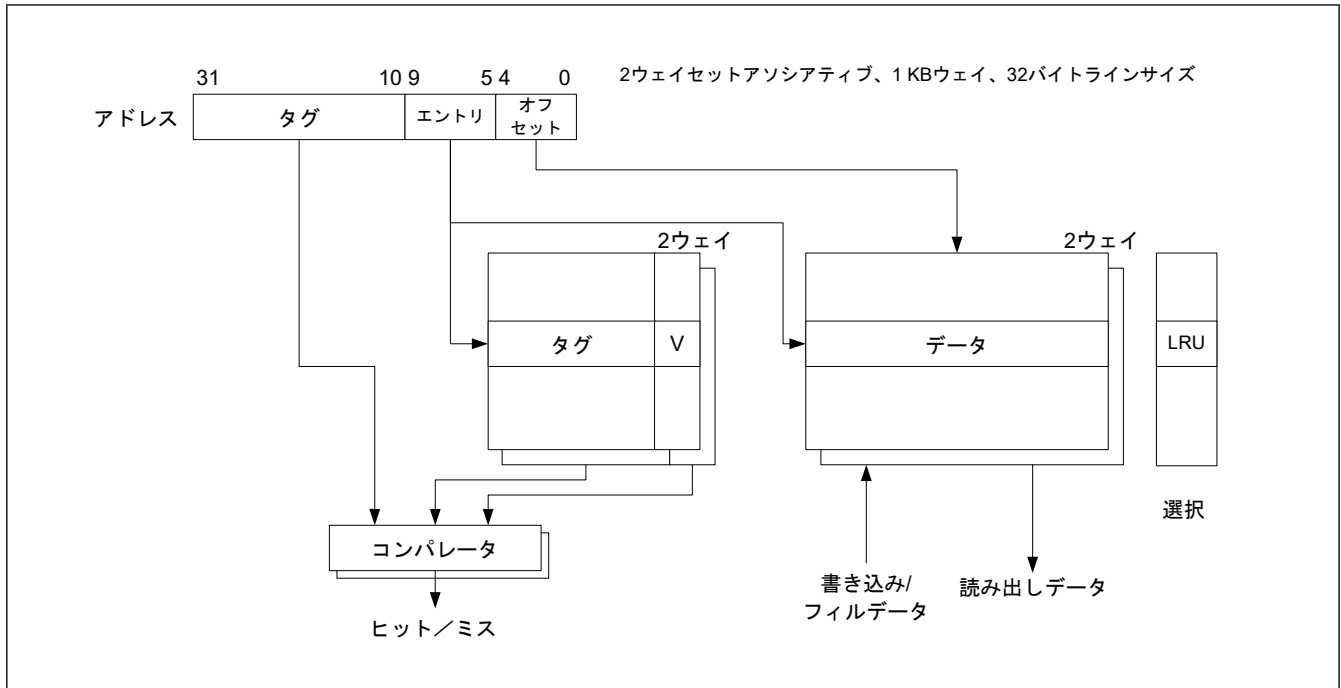 31 10 9 5 4 0
2ウェイセットアソシアティブ、1 KBウェイ、32バイトラインサイズ
アドレス
タグ
エントリ
オフ
セット
2ウェイ
2ウェイ
タグ
V
データ
LRU
選択
コンパレータ
書き込み/
フィルデータ
読み出しデータ
ヒット／ミス